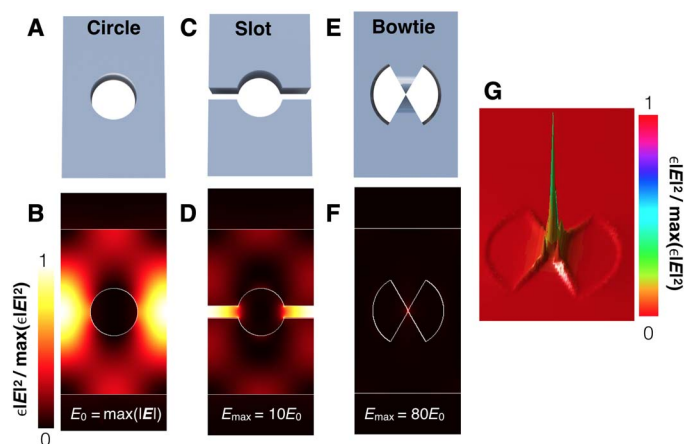 A
Circle
C
Slot
E
Bowtie
G
1
0
ϵ|E|² / max(ϵ|E|²)
B
D
F
1
0
ϵ|E|² / max(ϵ|E|²)
E₀ = max(|E|)
Eₘₐₓ = 10E₀
Eₘₐₓ = 80E₀